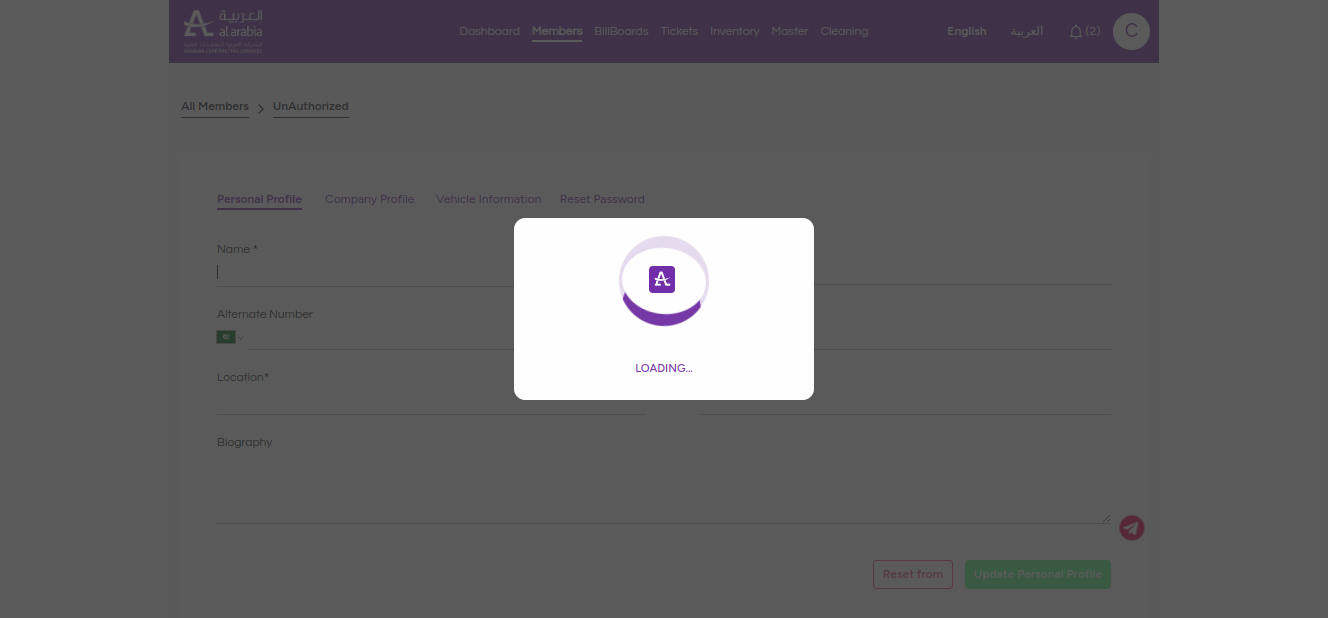 العربية
al arabia
Dashboard Members BillBoards Tickets Inventory Master Cleaning English العربية (2) C
All Members > UnAuthorized
Personal Profile Company Profile Vehicle Information Reset Password
Name *
Alternate Number
Location*
LOADING...
Biography
Reset from Update Personal Profile